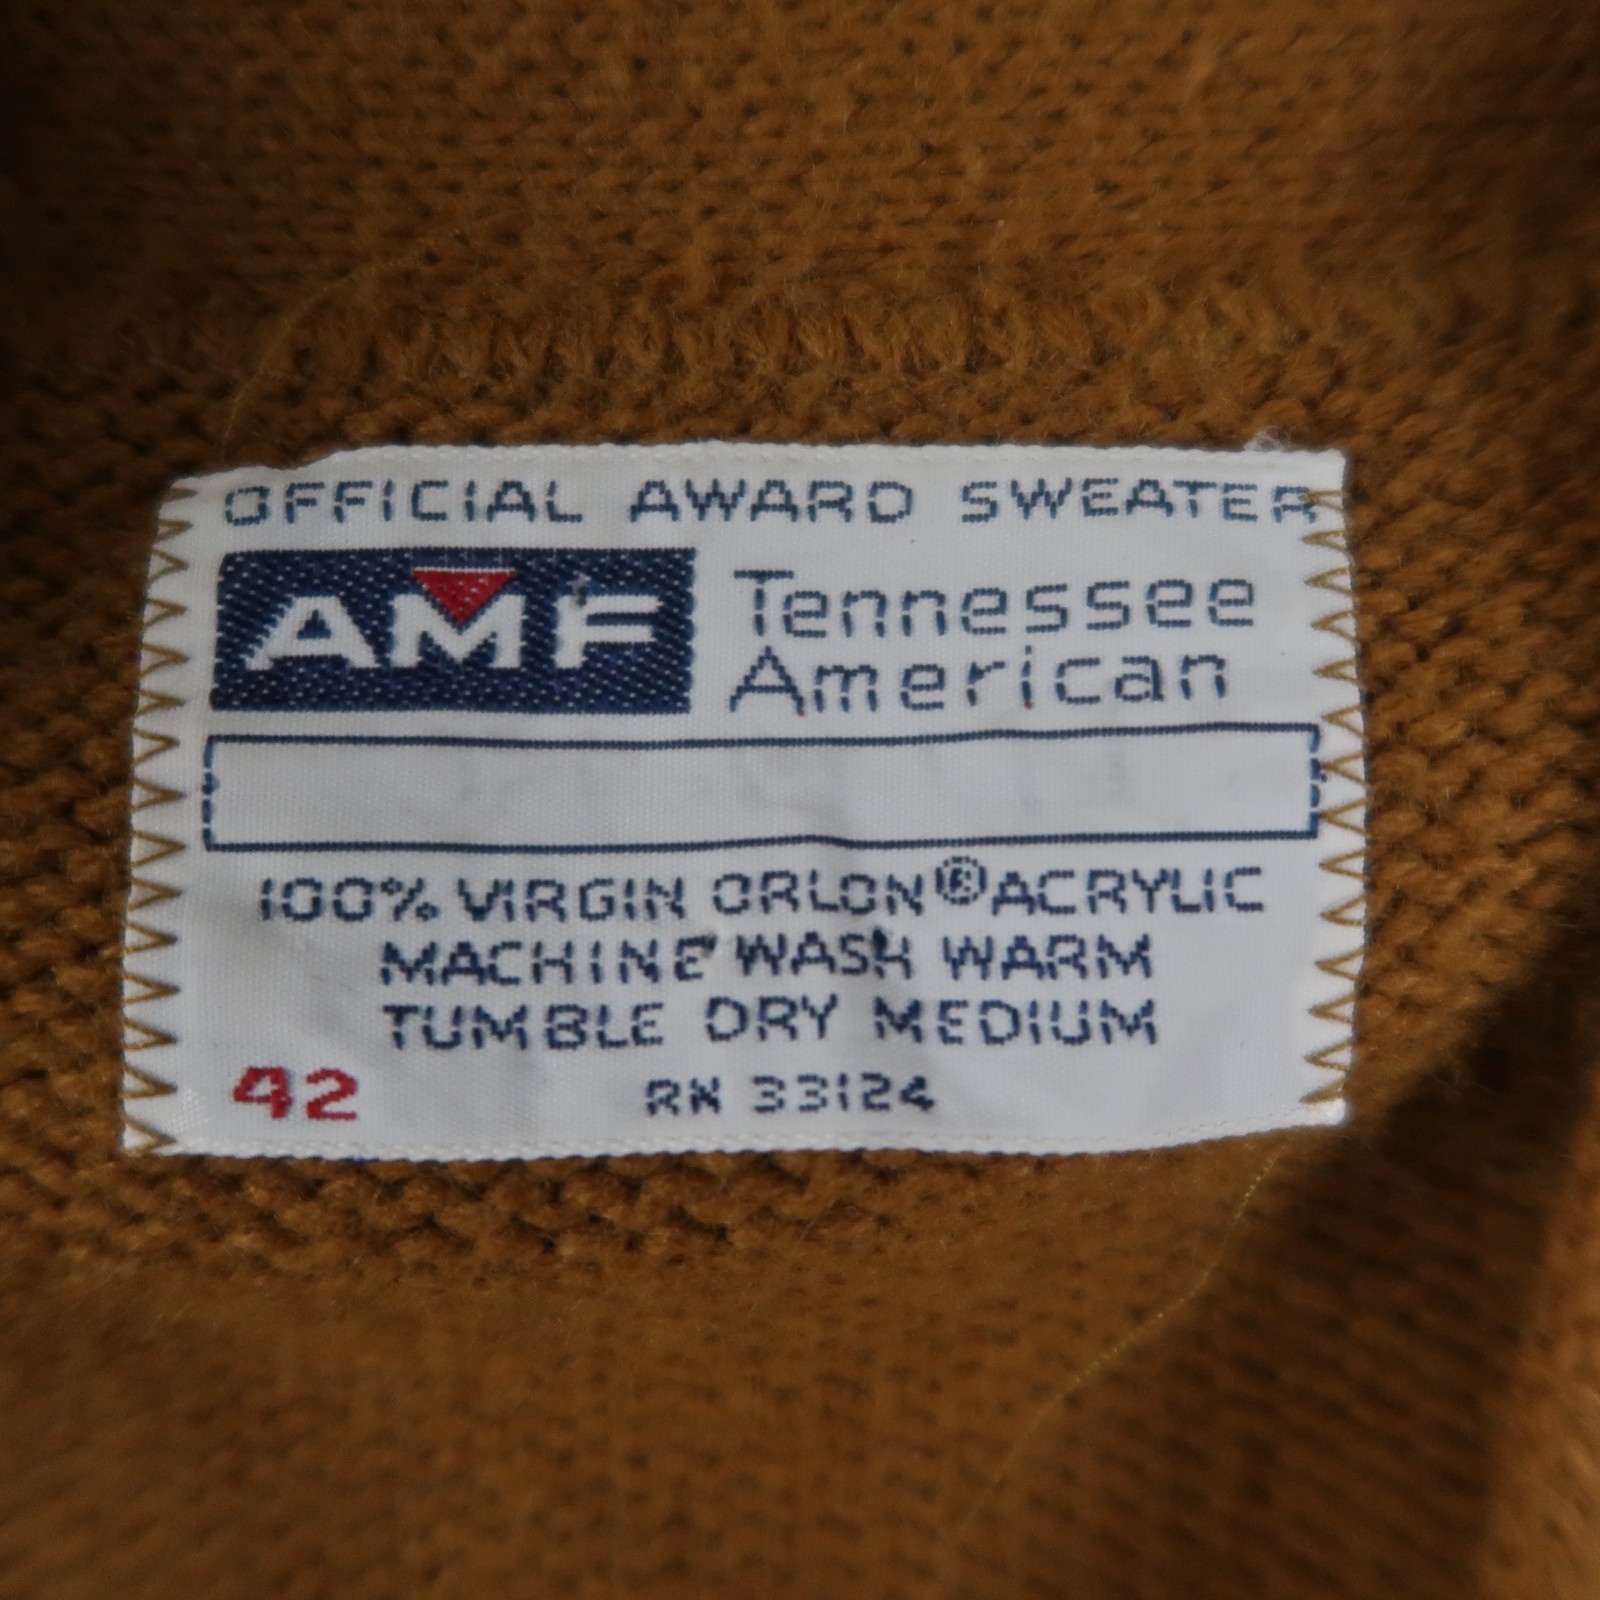 OFFICIAL AWARD SWEATER
AMF
Tennessee
American
100% VIRGIN ORLON® ACRYLIC
MACHINE WASH WARM
TUMBLE DRY MEDIUM
42 RN 33124